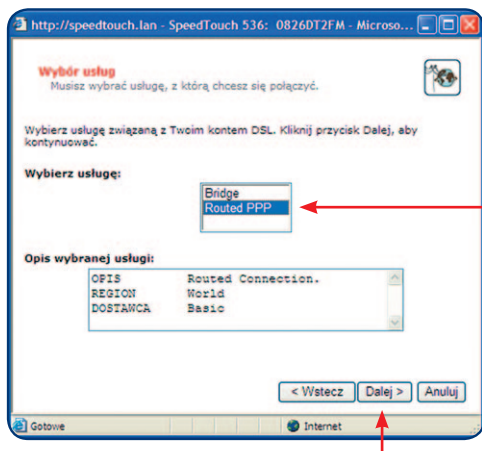 http://speedtouch.lan - SpeedTouch 536: 0826DT2FM - Microso...
Wybór usług
Musisz wybrać usługę, z którą chcesz się połączyć.
Wybierz usługę związaną z Twoim kontem DSL. Kliknij przycisk Dalej, aby
kontynuować.
Wybierz usługę:
Bridge
Routed PPP
Opis wybranej usługi:
OPIS Routed Connection.
REGION World
DOSTAWCA Basic
< Wstecz Dalej > Anuluj
Gotowe Internet